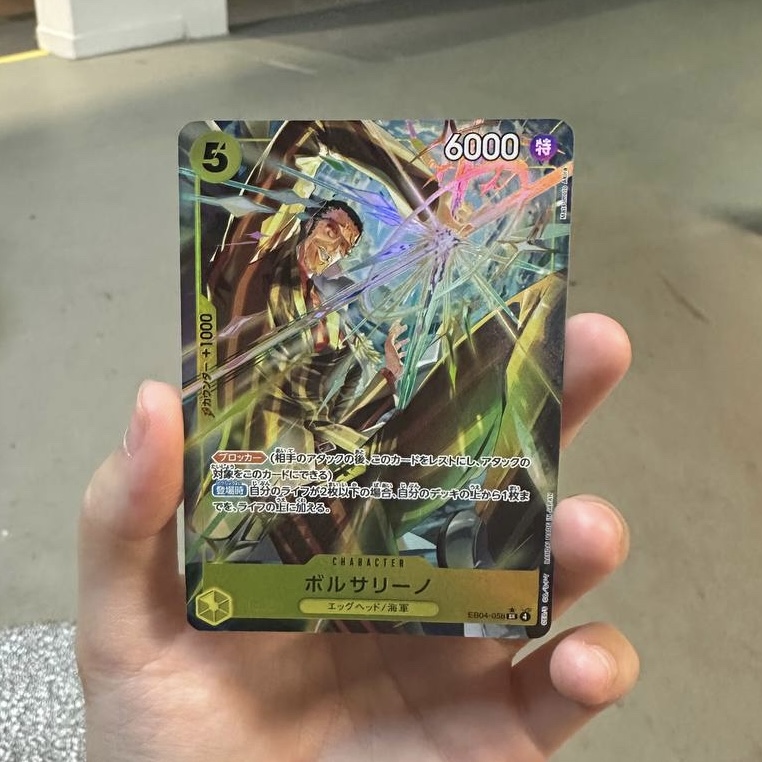 5
6000
特
カウンター +1000
ブロッカー (相手のアタックの後、このカードをレストにし、アタックの
対象をこのカードにできる)
登場時 自分のライフが2枚以下の場合、自分のデッキの上から1枚ま
でを、ライフの上に加える。
CHARACTER
ボルサリーノ
エッグヘッド/海軍
EB04-058 SR 4